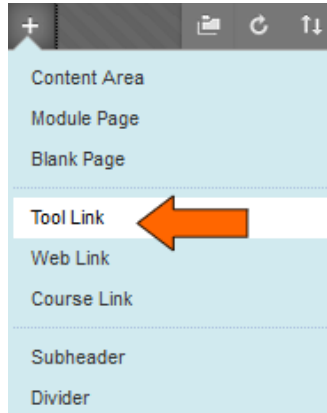 Content Area
Module Page
Blank Page
Tool Link
Web Link
Course Link
Subheader
Divider